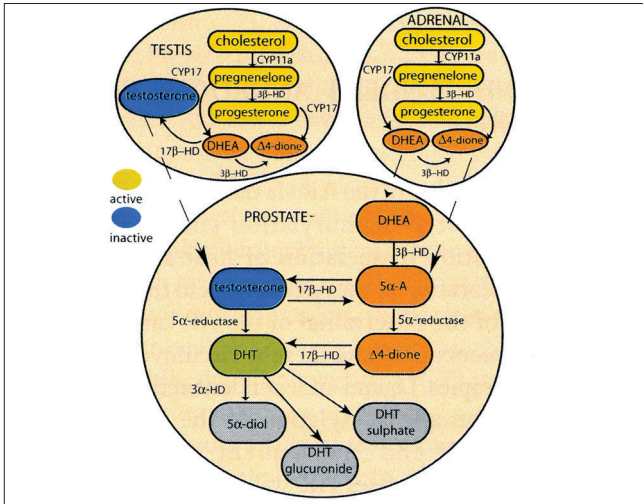 TESTIS
cholesterol
CYP11a
CYP17
pregnenelone
3β-HD
testosterone
progesterone
CYP17
17β-HD
DHEA
Δ4-dione
3β-HD
ADRENAL
cholesterol
CYP11a
CYP17
pregnenelone
3β-HD
progesterone
DHEA
Δ4-dione
3β-HD
active
inactive
PROSTATE-
DHEA
3β-HD
testosterone
17β-HD
5α-A
5α-reductase
5α-reductase
DHT
17β-HD
Δ4-dione
3α-HD
5α-diol
DHT
sulphate
DHT
glucuronide